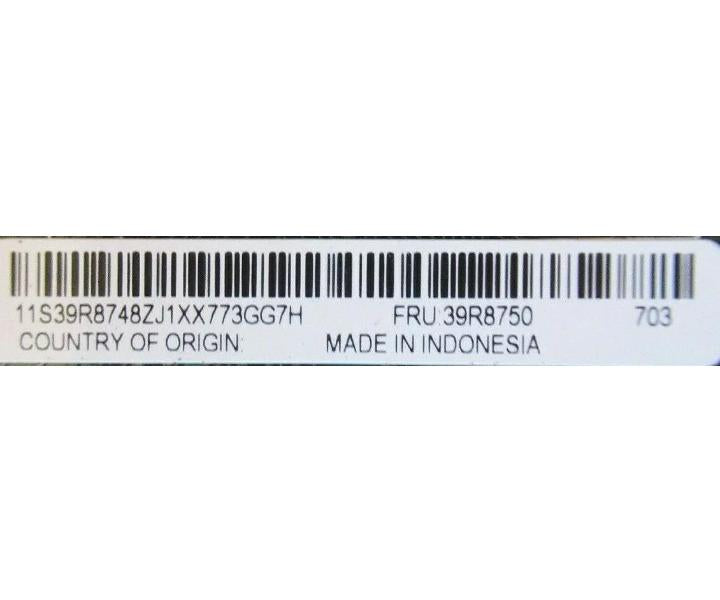 11S39R8748ZJ1XX773GG7H FRU:39R8750 703
COUNTRY OF ORIGIN: MADE IN INDONESIA